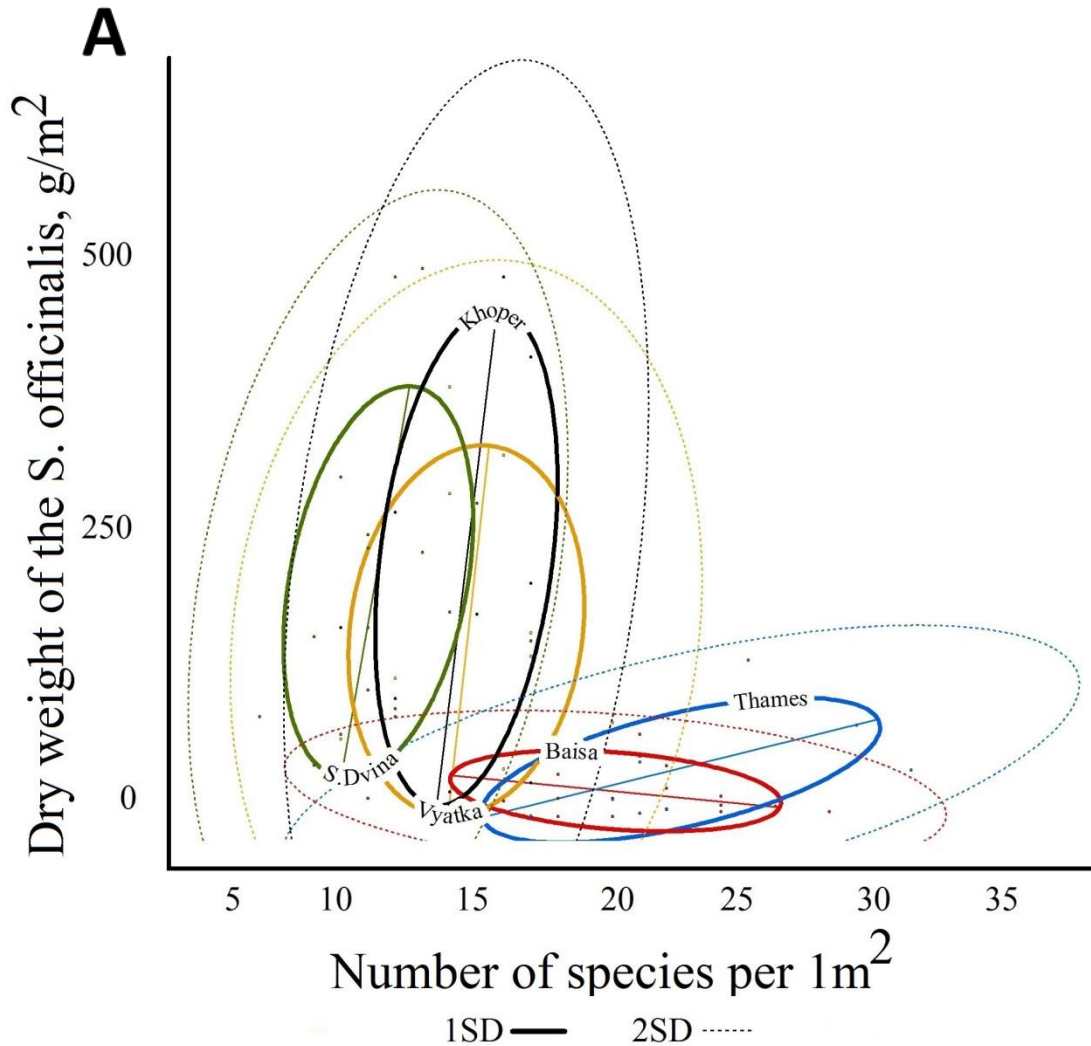 A
Dry weight of the S. officinalis, g/m2
500
250
0
Khoper
S. Dvina
Vyatka
Baisa
Thames
5 10 15 20 25 30 35
Number of species per 1m2
1SD 2SD